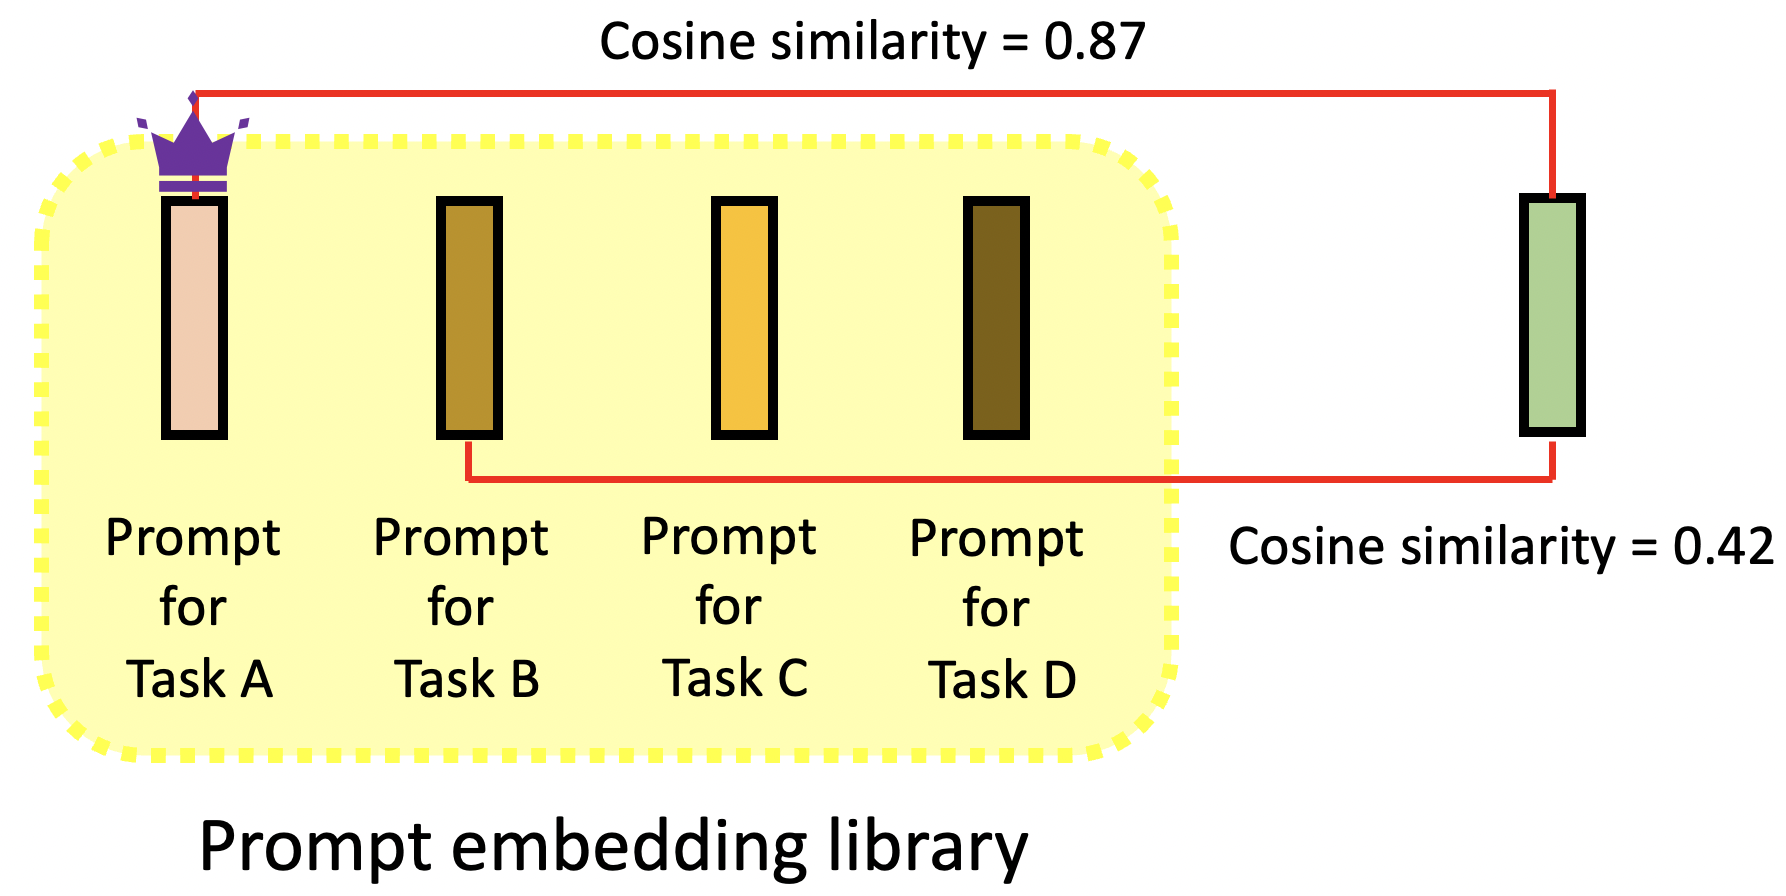 Cosine similarity = 0.87
Prompt
for
Task A
Prompt
for
Task B
Prompt
for
Task C
Prompt
for
Task D
Cosine similarity = 0.42
Prompt embedding library